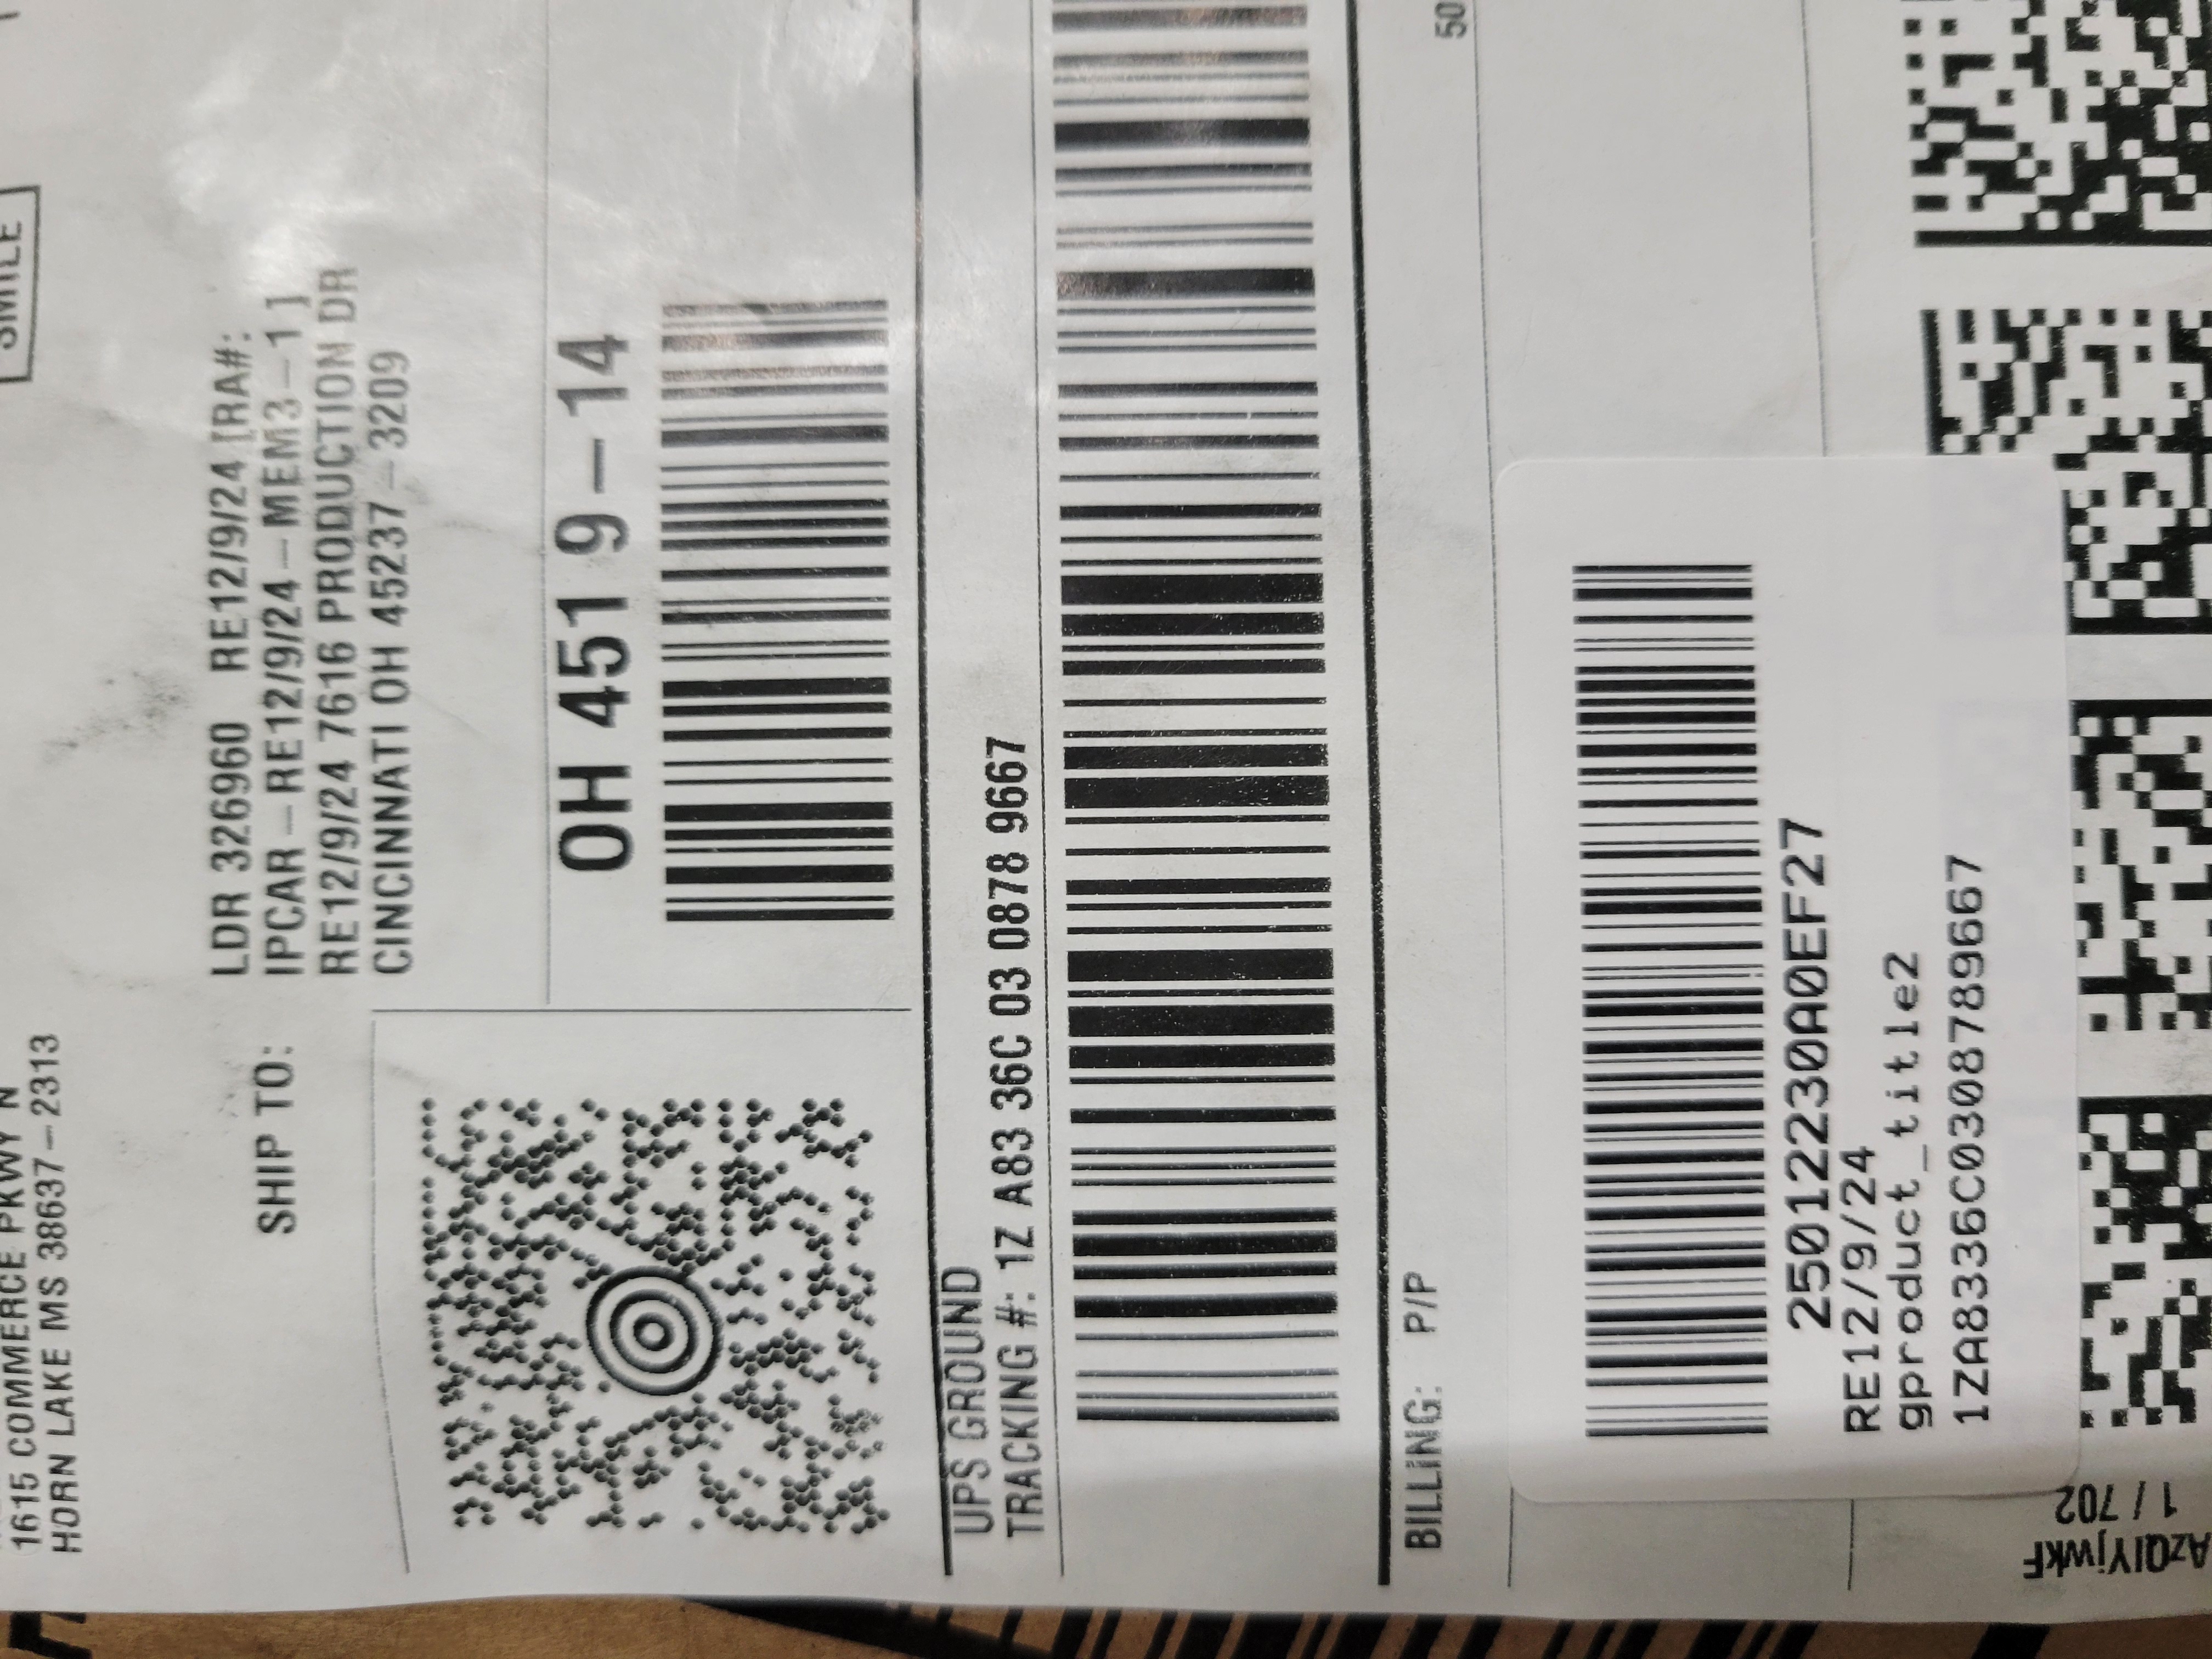 SMILE
1615 COMMERCE PKWY N
HORN LAKE MS 38637-2313
SHIP TO:
LDR 326960 RE12/9/24 [RA#:
IPCAR-RE12/9/24-MEM3-1]
RE12/9/24 7616 PRODUCTION DR
CINCINNATI OH 45237-3209
OH 451 9-14
UPS GROUND
TRACKING #: 1Z A83 36C 03 0878 9667
BILLING: P/P
50
25012230A0EF27
RE12/9/24
gproduct_title2
1ZA8336C0308789667
AzQIYjwkF
1 / 702